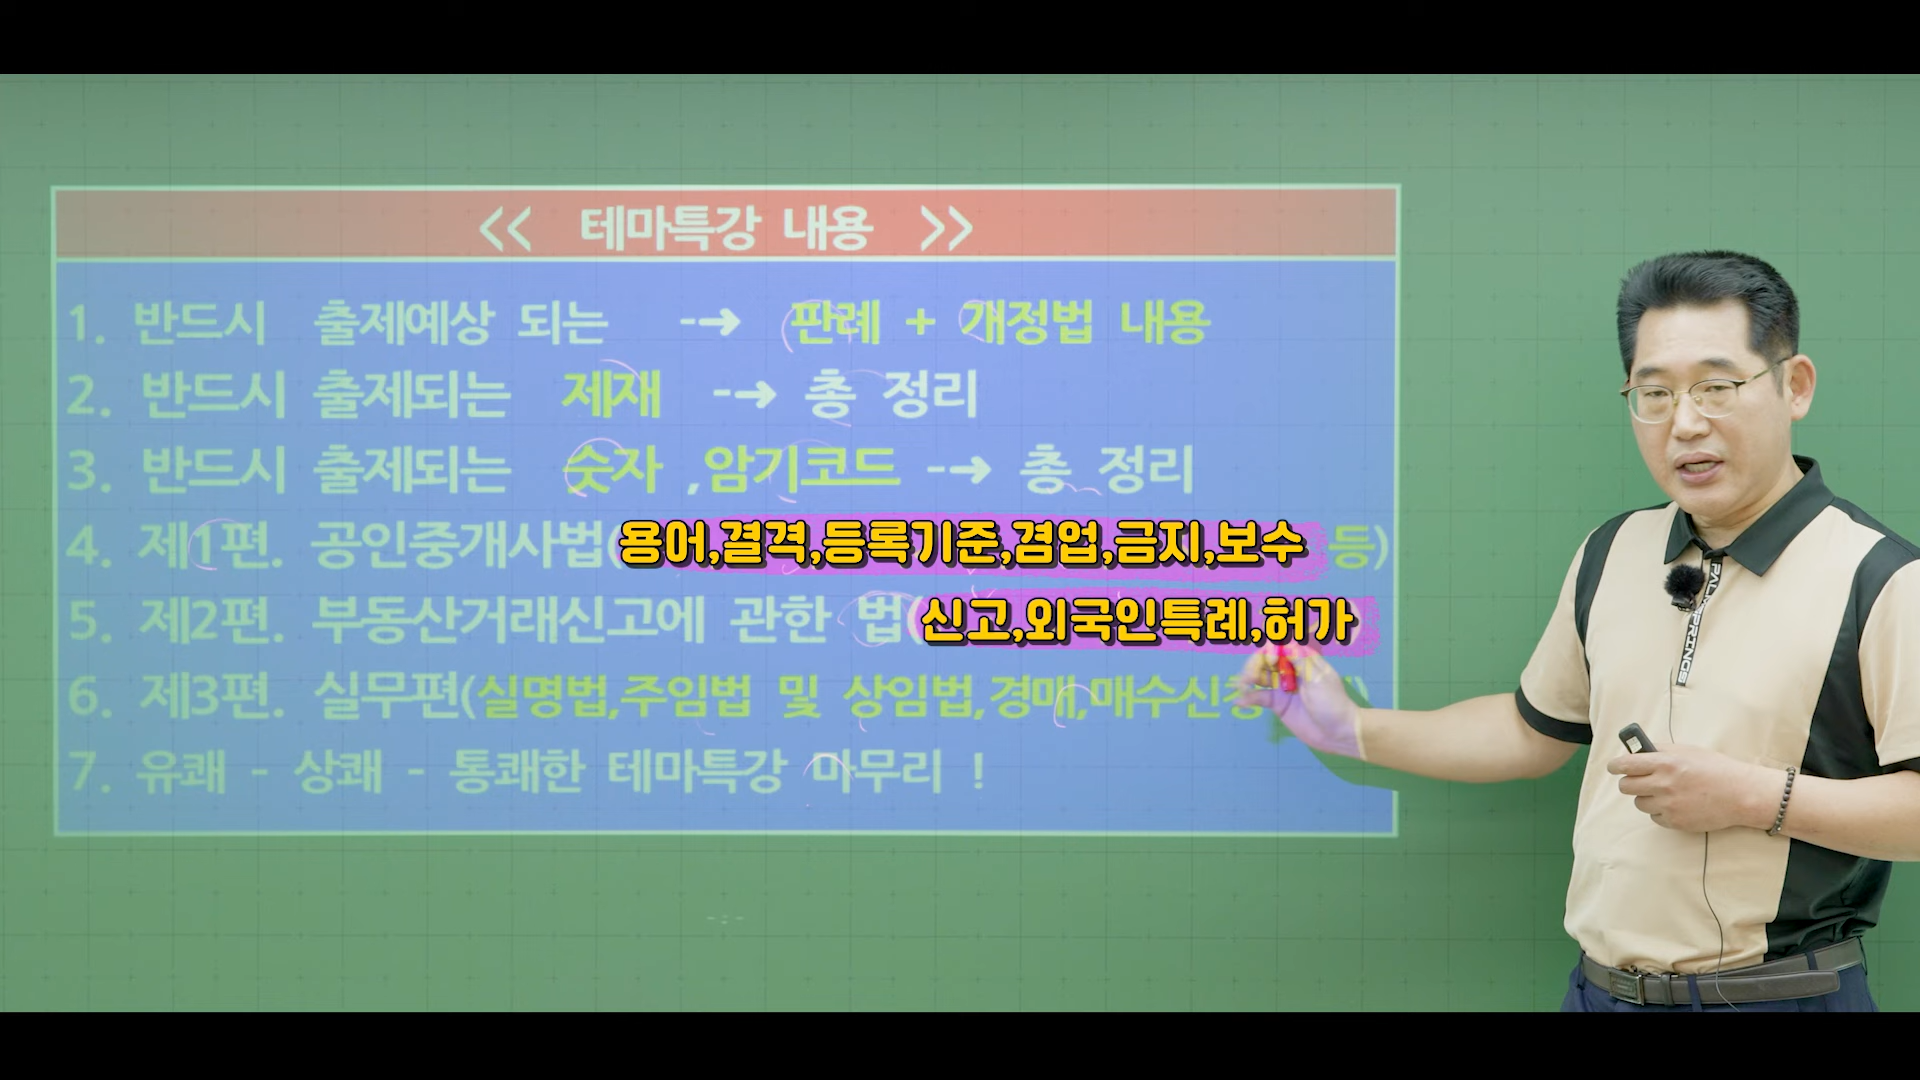 << 테마특강 내용 >>
1. 반드시 출제예상 되는 --→ 판례 + 개정법 내용
2. 반드시 출제되는 제재 --→ 총 정리
3. 반드시 출제되는 숫자 ,암기코드 --→ 총 정리
4. 제1편. 공인중개사법(용어,결격,등록기준,겸업,금지,보수 등)
5. 제2편. 부동산거래신고에 관한 법(신고,외국인특례,허가
6. 제3편. 실무편(실명법,주임법 및 상임법,경매,매수신청
7. 유쾌 - 상쾌 - 통쾌한 테마특강 마무리 !